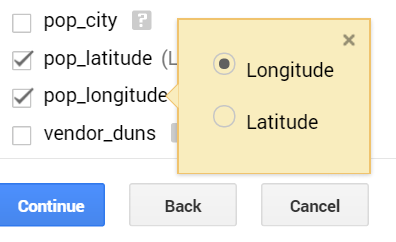 pop_city ?
pop_latitude (L
pop_longitude
vendor_duns
×
Longitude
Latitude
Continue
Back
Cancel